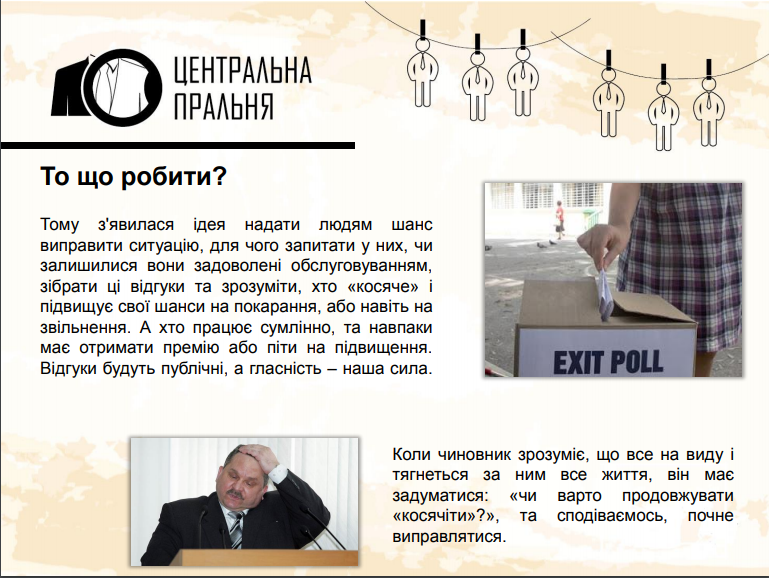 ЦЕНТРАЛЬНА
ПРАЛЬНЯ
То що робити?
Тому з'явилася ідея надати людям шанс
виправити ситуацію, для чого запитати у них, чи
залишилися вони задоволені обслуговуванням,
зібрати ці відгуки та зрозуміти, хто «косяче» і
підвищує свої шанси на покарання, або навіть на
звільнення. А хто працює сумлінно, та навпаки
має отримати премію або піти на підвищення.
Відгуки будуть публічні, а гласність – наша сила.
EXIT POLL
Коли чиновник зрозуміє, що все на виду і
тягнеться за ним все життя, він має
задуматися: «чи варто продовжувати
«косячіти»?», та сподіваємось, почне
виправлятися.